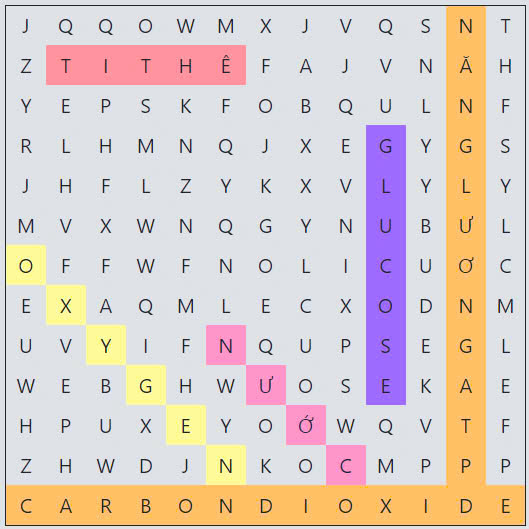 J Q Q O W M X J V Q S N T
Z T I T H Ê F A J V N Ă H
Y E P S K F O B Q U L N F
R L H M N Q J X E G Y G S
J H F L Z Y K X V L Y L Y
M V X W N Q G Y N U B Ư L
O F F W F N O L I C U Ơ C
E X A Q M L E C X O D N M
U V Y I F N Q U P S E G L
W E B G H W Ư O S E K A E
H P U X E Y O Ớ W Q V T F
Z H W D J N K O C M P P P
C A R B O N D I O X I D E